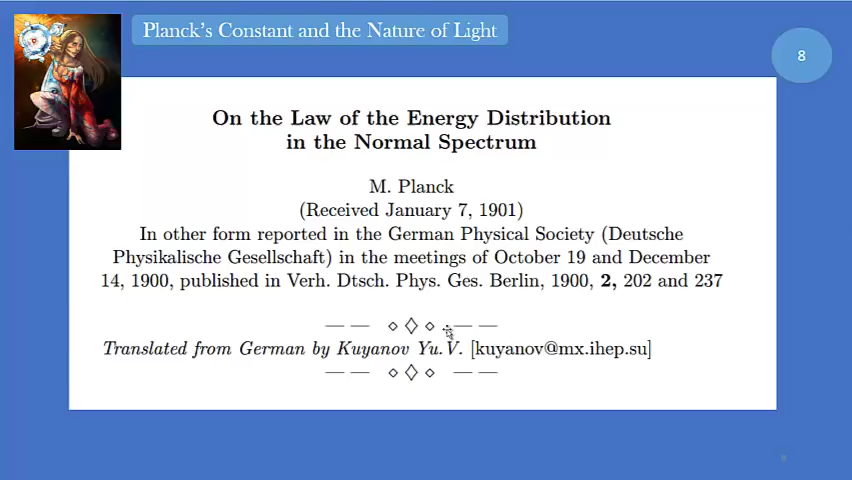 Planck's Constant and the Nature of Light
8
On the Law of the Energy Distribution
in the Normal Spectrum
M. Planck
(Received January 7, 1901)
In other form reported in the German Physical Society (Deutsche
Physikalische Gesellschaft) in the meetings of October 19 and December
14, 1900, published in Verh. Dtsch. Phys. Ges. Berlin, 1900, 2, 202 and 237
Translated from German by Kuyanov Yu.V. [kuyanov@mx.ihep.su]